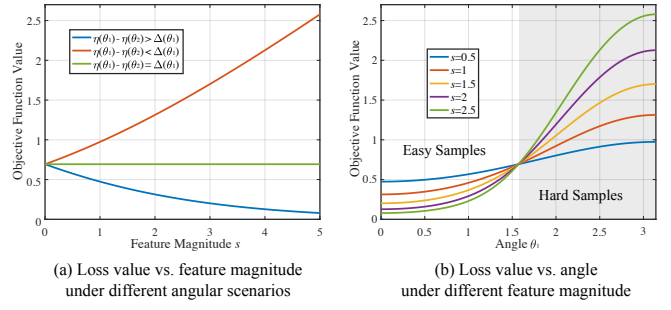 Objective Function Value
2.5
2
1.5
1
0.5
0
η(θ₁)- η(θ₂)> Δ(θ₁)
η(θ₁)- η(θ₂)< Δ(θ₁)
η(θ₁)- η(θ₂)= Δ(θ₁)
0 1 2 3 4 5
Feature Magnitude s
(a) Loss value vs. feature magnitude
under different angular scenarios
Objective Function Value
2.5
2
1.5
1
0.5
0
s=0.5
s=1
s=1.5
s=2
s=2.5
Easy Samples
Hard Samples
0 0.5 1 1.5 2 2.5 3
Angle θ₁
(b) Loss value vs. angle
under different feature magnitude